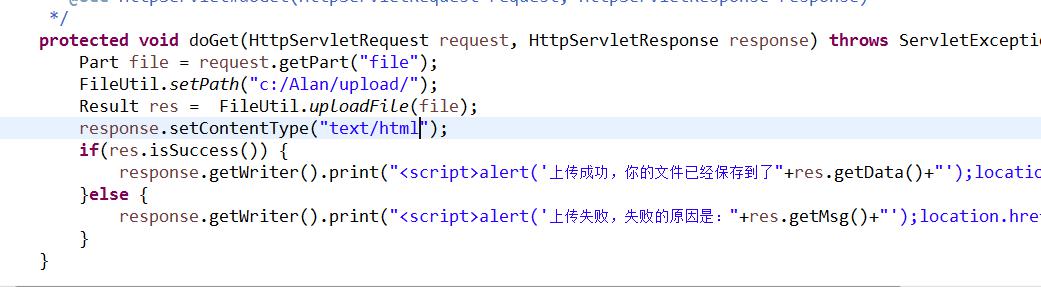 */
protected void doGet(HttpServletRequest request, HttpServletResponse response) throws ServletExceptio
Part file = request.getPart("file");
FileUtil.setPath("c:/Alan/upload/");
Result res =  FileUtil.uploadFile(file);
response.setContentType("text/html");
if(res.isSuccess()) {
response.getWriter().print("<script>alert('上传成功，你的文件已经保存到了"+res.getData()+"');locatio
}else {
response.getWriter().print("<script>alert('上传失败，失败的原因是："+res.getMsg()+"');location.href
}
}